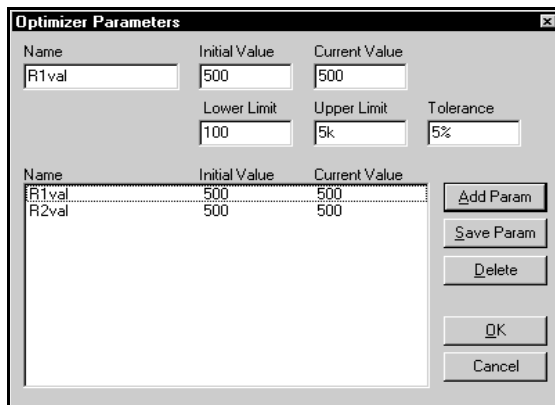 Optimizer Parameters
Name Initial Value Current Value
R1val 500 500
Lower Limit Upper Limit Tolerance
100 5k 5%
Name Initial Value Current Value
R1val 500 500
R2val 500 500
Add Param
Save Param
Delete
OK
Cancel